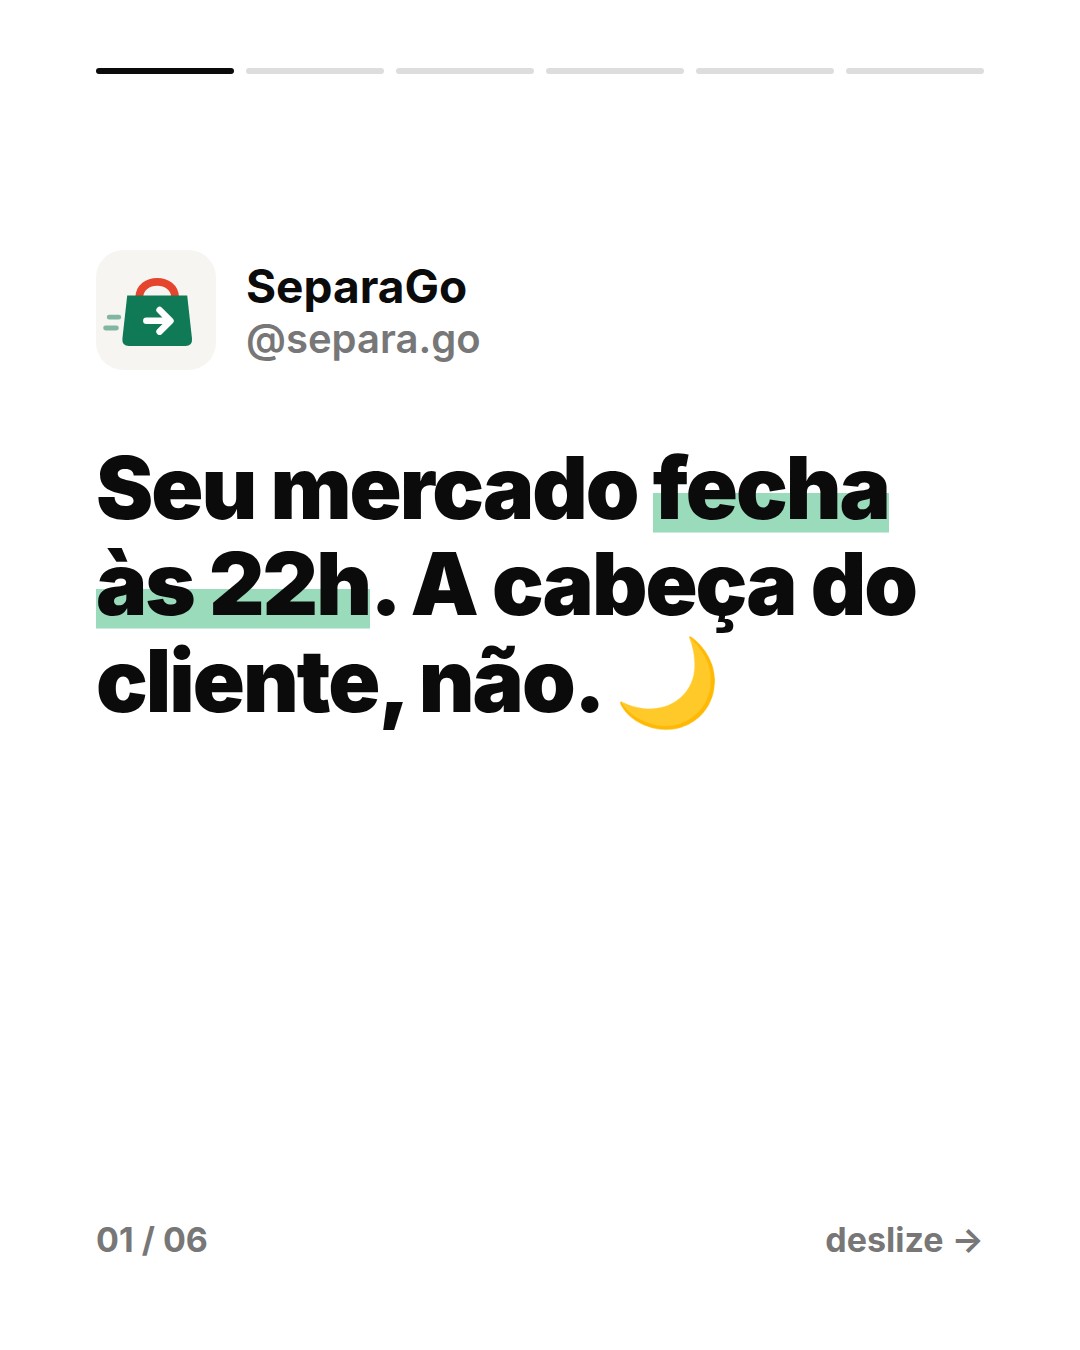 SeparaGo
@separa.go
Seu mercado fecha
às 22h. A cabeça do
cliente, não. 🌙
01 / 06
deslize →